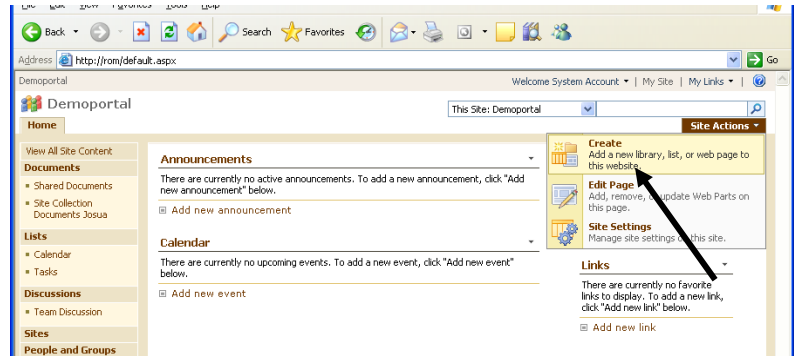 File Edit View Favorites Tools Help
Back Search Favorites
Address http://rom/default.aspx Go
Demoportal Welcome System Account | My Site | My Links |
Demoportal This Site: Demoportal
Home Site Actions
View All Site Content
Documents
Shared Documents
Site Collection
Documents Josua
Lists
Calendar
Tasks
Discussions
Team Discussion
Sites
People and Groups
Announcements
There are currently no active announcements. To add a new announcement, click "Add
new announcement" below.
Add new announcement
Calendar
There are currently no upcoming events. To add a new event, click "Add new event"
below.
Add new event
Create
Add a new library, list, or web page to
this website.
Edit Page
Add, remove, update Web Parts on
this page.
Site Settings
Manage site settings this site.
Links
There are currently no favorite
links to display. To add a new link,
click "Add new link" below.
Add new link